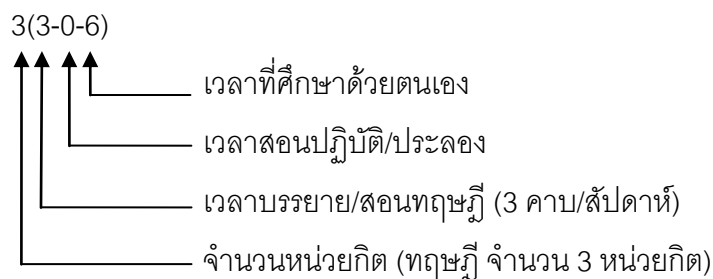 3(3-0-6)
เวลาที่ศึกษาด้วยตนเอง
เวลาสอนปฏิบัติ/ประลอง
เวลาบรรยาย/สอนทฤษฎี (3 คาบ/สัปดาห์)
จำนวนหน่วยกิต (ทฤษฎี จำนวน 3 หน่วยกิต)